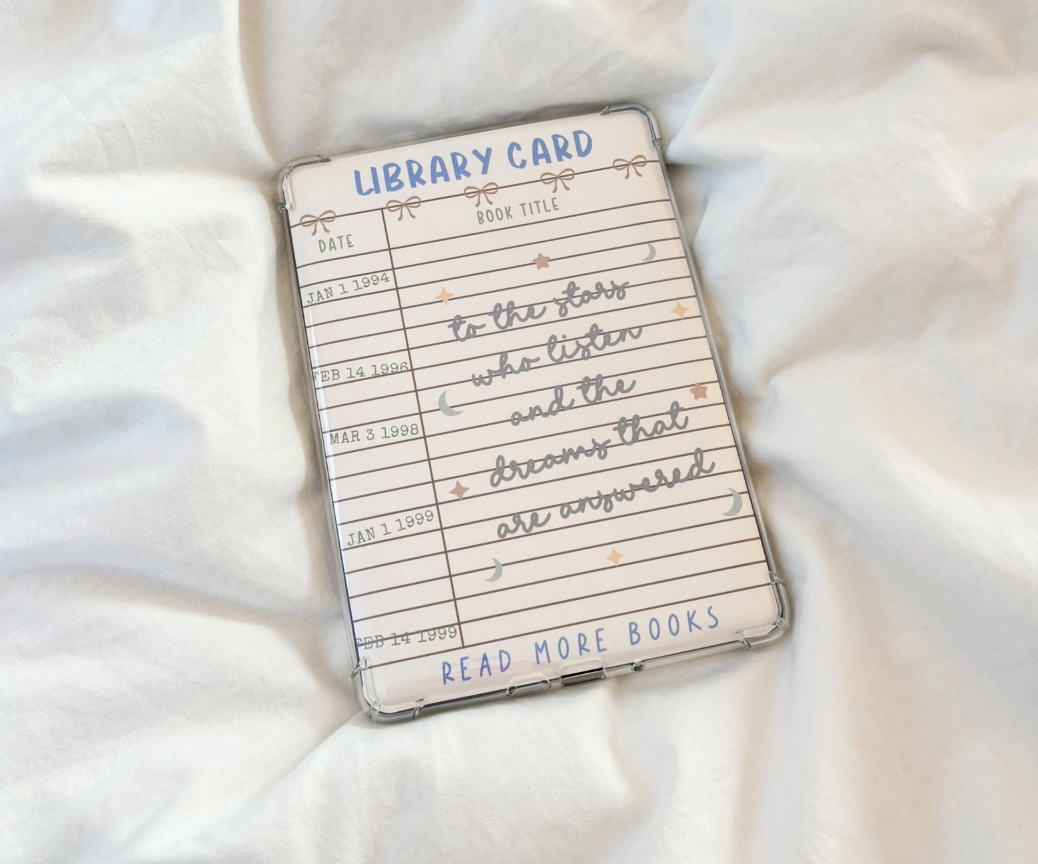 LIBRARY CARD
DATE
BOOK TITLE
JAN 1 1994
FEB 14 1996
MAR 3 1998
JAN 1 1999
FEB 14 1999
to the stars
who listen
and the
dreams that
are answered
READ MORE BOOKS